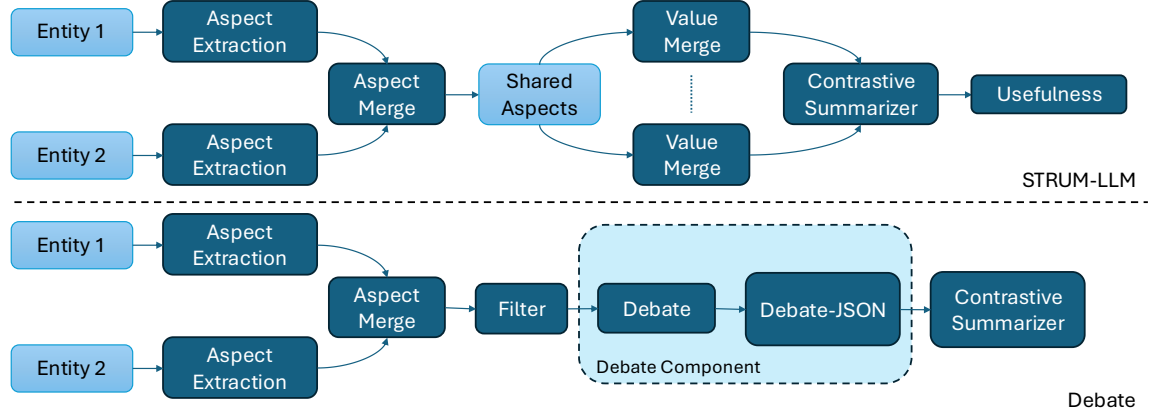 Entity 1
Aspect
Extraction
Entity 2
Aspect
Extraction
Aspect
Merge
Shared
Aspects
Value
Merge
Value
Merge
Contrastive
Summarizer
Usefulness
STRUM-LLM
Entity 1
Aspect
Extraction
Entity 2
Aspect
Extraction
Aspect
Merge
Filter
Debate
Debate-JSON
Debate Component
Contrastive
Summarizer
Debate